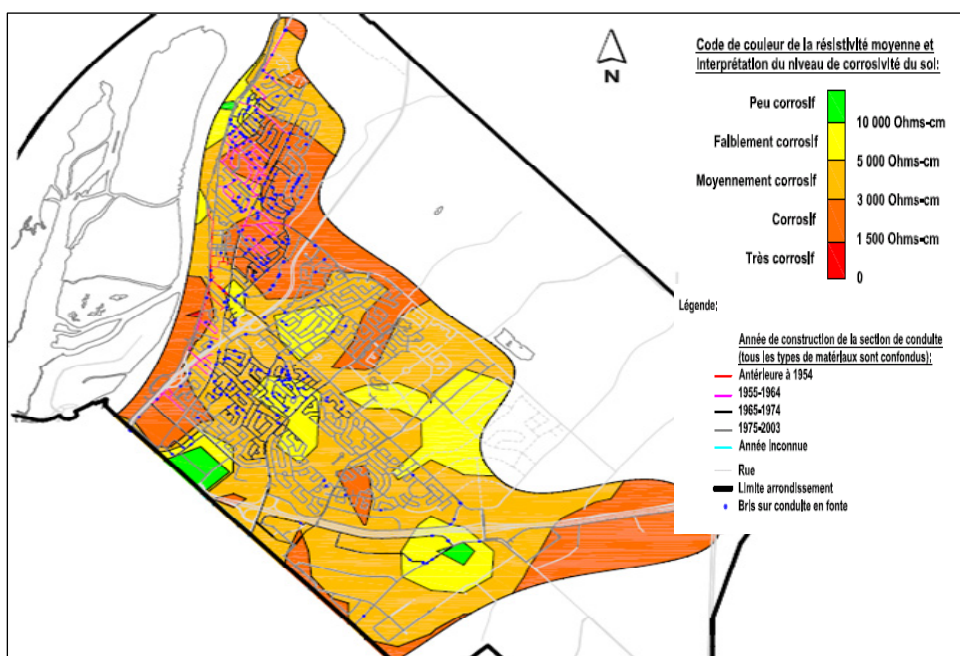 N
Code de couleur de la résistivité moyenne et
Interprétation du niveau de corrosivité du sol:
Peu corrosif
10 000 Ohms-cm
Faiblement corrosif
5 000 Ohms-cm
Moyennement corrosif
3 000 Ohms-cm
Corrosif
1 500 Ohms-cm
Très corrosif
0
Légende:
Année de construction de la section de conduite
(tous les types de matériaux sont confondus):
Antérieure à 1954
1955-1964
1965-1974
1975-2003
Année Inconnue
Rue
Limite arrondissement
Bris sur conduite en fonte